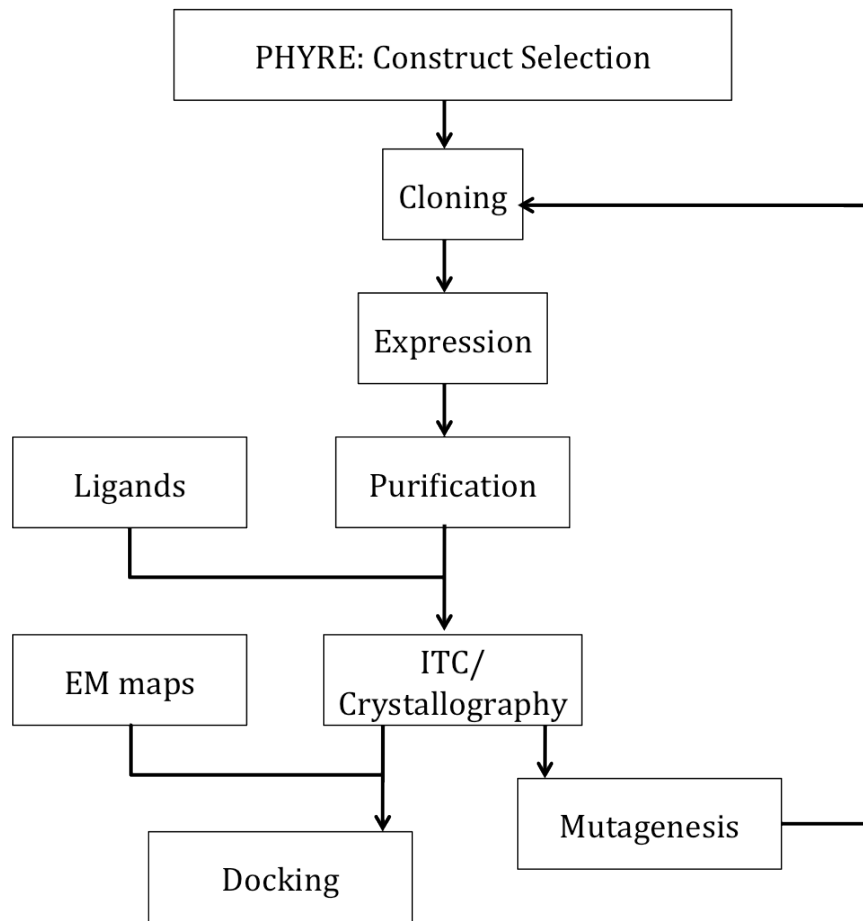 PHYRE: Construct Selection
Cloning
Expression
Ligands
Purification
EM maps
ITC/
Crystallography
Mutagenesis
Docking